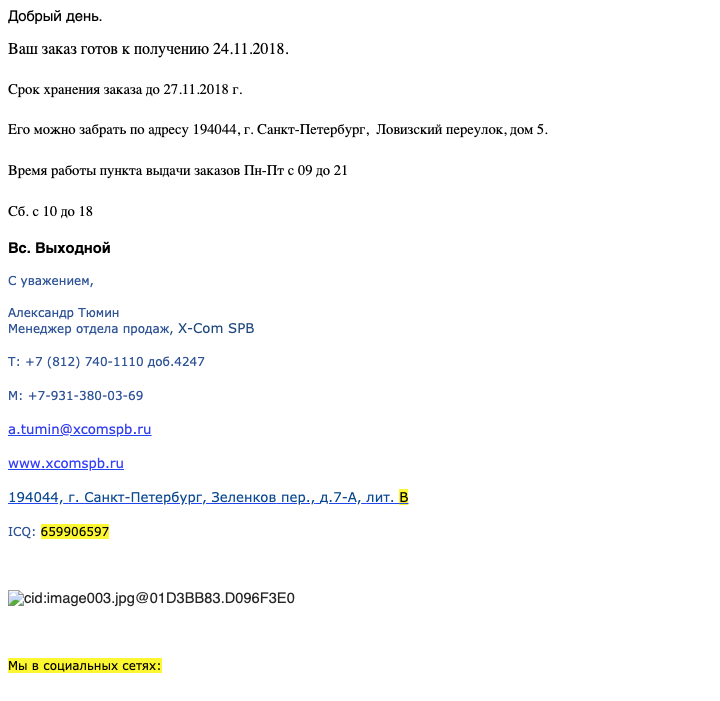 Добрый день.
Ваш заказ готов к получению 24.11.2018.
Срок хранения заказа до 27.11.2018 г.
Его можно забрать по адресу 194044, г. Санкт-Петербург,  Ловизский переулок, дом 5.
Время работы пункта выдачи заказов Пн-Пт с 09 до 21
Сб. с 10 до 18
Вс. Выходной
С уважением,
Александр Тюмин
Менеджер отдела продаж, X-Com SPB
Т: +7 (812) 740-1110 доб.4247
М: +7-931-380-03-69
a.tumin@xcomspb.ru
www.xcomspb.ru
194044, г. Санкт-Петербург, Зеленков пер., д.7-А, лит. В
ICQ: 659906597
cid:image003.jpg@01D3BB83.D096F3E0
Мы в социальных сетях: